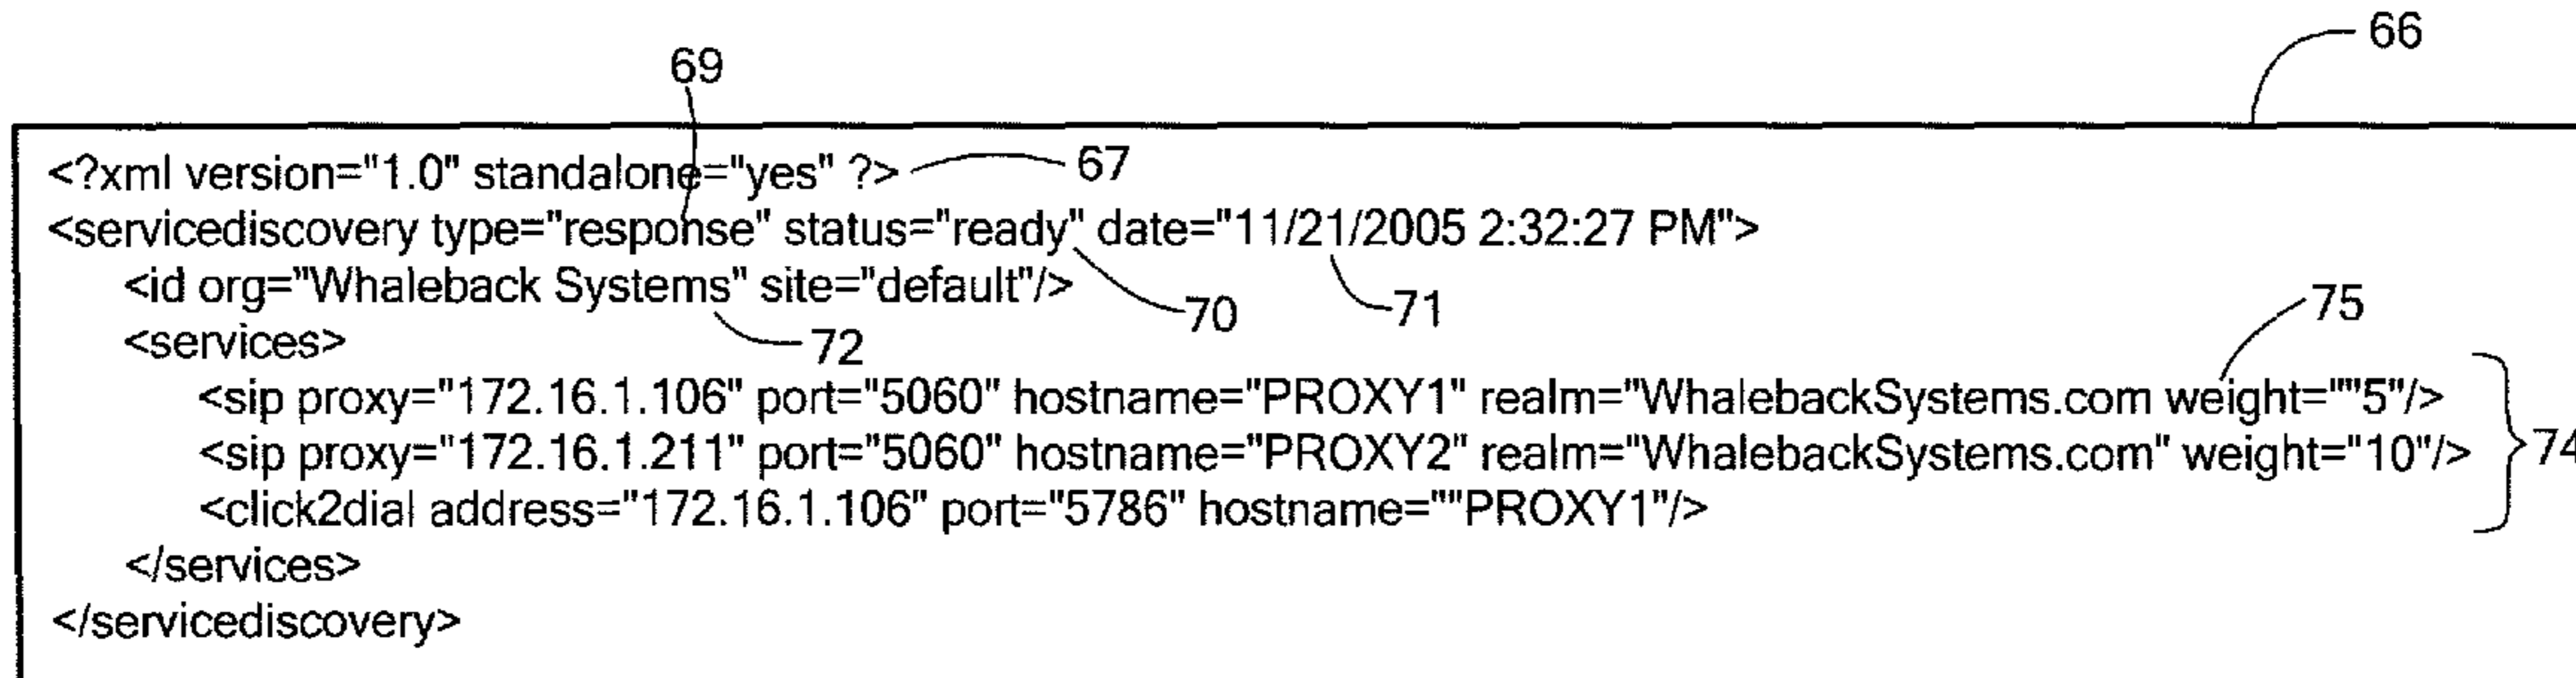 66
69
<?xml version="1.0" standalone="yes" ?> 67
<servicediscovery type="response" status="ready" date="11/21/2005 2:32:27 PM">
<id org="Whaleback Systems" site="default"/> 70 71 75
<services> 72
<sip proxy="172.16.1.106" port="5060" hostname="PROXY1" realm="WhalebackSystems.com weight=""5"/>
<sip proxy="172.16.1.211" port="5060" hostname="PROXY2" realm="WhalebackSystems.com" weight="10"/> 74
<click2dial address="172.16.1.106" port="5786" hostname=""PROXY1"/>
</services>
</servicediscovery>